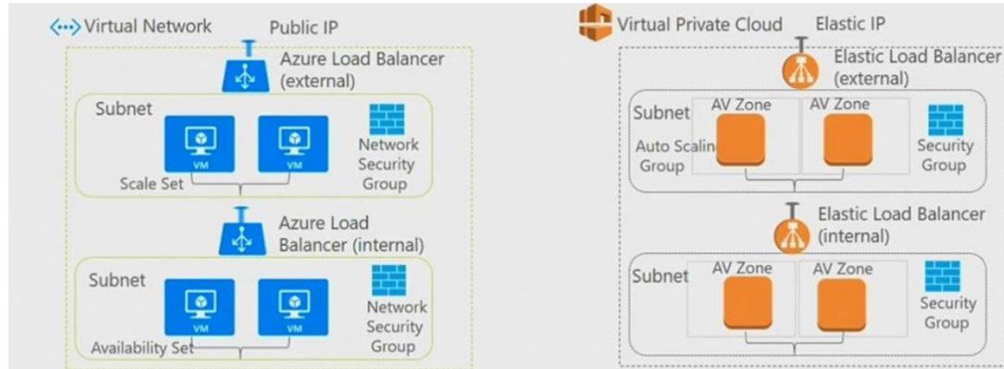 Virtual Network
Public IP
Azure Load Balancer
(external)
Subnet
VM
VM
Network
Security
Group
Scale Set
Azure Load
Balancer (internal)
Subnet
VM
VM
Network
Security
Group
Availability Set
Virtual Private Cloud
Elastic IP
Elastic Load Balancer
(external)
Subnet
AV Zone
AV Zone
Auto Scaling
Group
Security
Group
Elastic Load Balancer
(internal)
Subnet
AV Zone
AV Zone
Security
Group